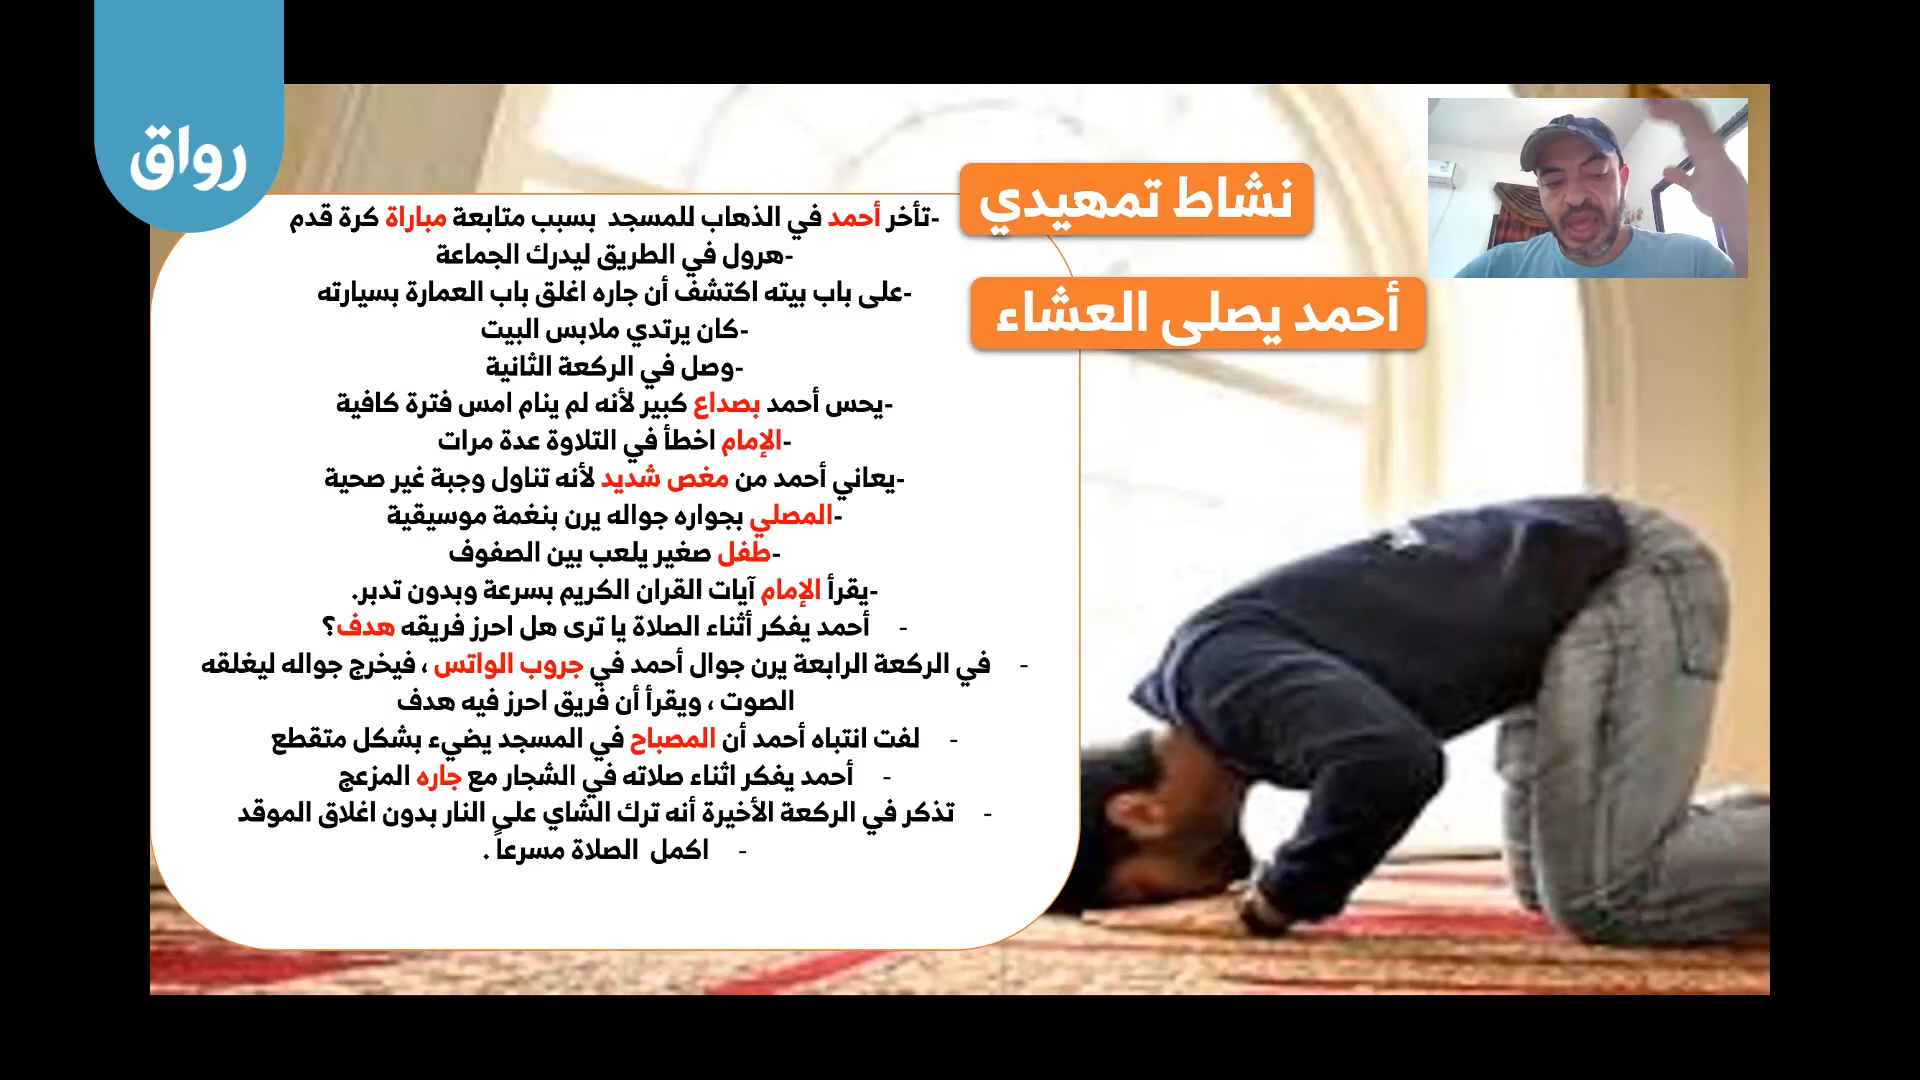 رواق
نشاط تمهيدي
أحمد يصلى العشاء
-تأخر أحمد في الذهاب للمسجد بسبب متابعة مباراة كرة قدم
-هرول في الطريق ليدرك الجماعة
-على باب بيته اكتشف أن جاره اغلق باب العمارة بسيارته
-كان يرتدي ملابس البيت
-وصل في الركعة الثانية
-يحس أحمد بصداع كبير لأنه لم ينام امس فترة كافية
-الإمام اخطأ في التلاوة عدة مرات
-يعاني أحمد من مغص شديد لأنه تناول وجبة غير صحية
-المصلي بجواره جواله يرن بنغمة موسيقية
-طفل صغير يلعب بين الصفوف
-يقرأ الإمام آيات القران الكريم بسرعة وبدون تدبر.
- أحمد يفكر أثناء الصلاة يا ترى هل احرز فريقه هدف؟
- في الركعة الرابعة يرن جوال أحمد في جروب الواتس ، فيخرج جواله ليغلقه
الصوت ، ويقرأ أن فريق احرز فيه هدف
- لفت انتباه أحمد أن المصباح في المسجد يضيء بشكل متقطع
- أحمد يفكر اثناء صلاته في الشجار مع جاره المزعج
- تذكر في الركعة الأخيرة أنه ترك الشاي على النار بدون اغلاق الموقد
- اكمل الصلاة مسرعاً .